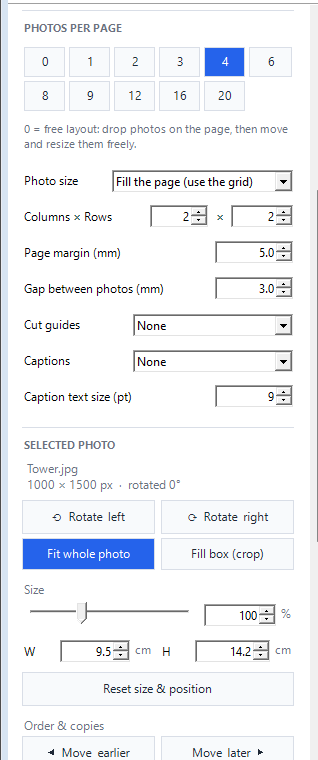 PHOTOS PER PAGE
0 1 2 3 4 6
8 9 12 16 20
0 = free layout: drop photos on the page, then move
and resize them freely.
Photo size Fill the page (use the grid)
Columns × Rows 2 × 2
Page margin (mm) 5.0
Gap between photos (mm) 3.0
Cut guides None
Captions None
Caption text size (pt) 9
SELECTED PHOTO
Tower.jpg
1000 × 1500 px · rotated 0°
⟲ Rotate left ⟳ Rotate right
Fit whole photo Fill box (crop)
Size
100 %
W 9.5 cm H 14.2 cm
Reset size & position
Order & copies
◄ Move earlier Move later ►